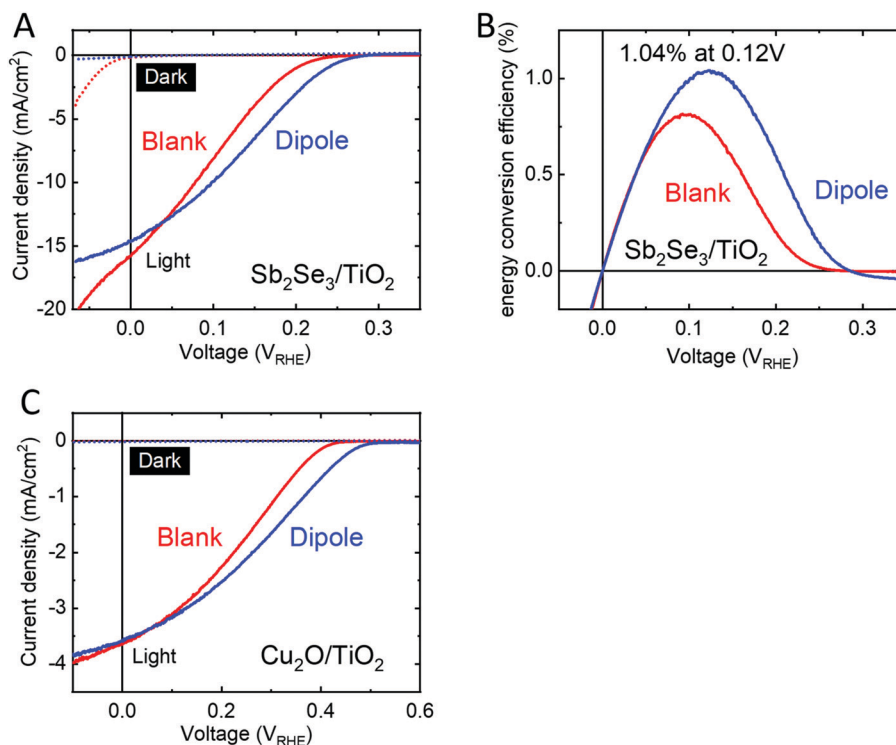 A
Current density (mA/cm²)
0
-5
-10
-15
-20
Dark
Blank
Dipole
Light
Sb₂Se₃/TiO₂
0.0 0.1 0.2 0.3
Voltage (V_RHE)
B
energy conversion efficiency (%)
1.04% at 0.12V
1.0
0.5
0.0
Blank
Dipole
Sb₂Se₃/TiO₂
0.0 0.1 0.2 0.3
Voltage (V_RHE)
C
Current density (mA/cm²)
0
-1
-2
-3
-4
Dark
Blank
Dipole
Light
Cu₂O/TiO₂
0.0 0.2 0.4 0.6
Voltage (V_RHE)